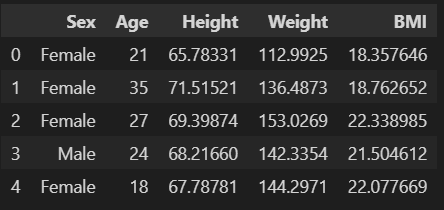 Sex Age Height Weight BMI
0 Female 21 65.78331 112.9925 18.357646
1 Female 35 71.51521 136.4873 18.762652
2 Female 27 69.39874 153.0269 22.338985
3 Male 24 68.21660 142.3354 21.504612
4 Female 18 67.78781 144.2971 22.077669